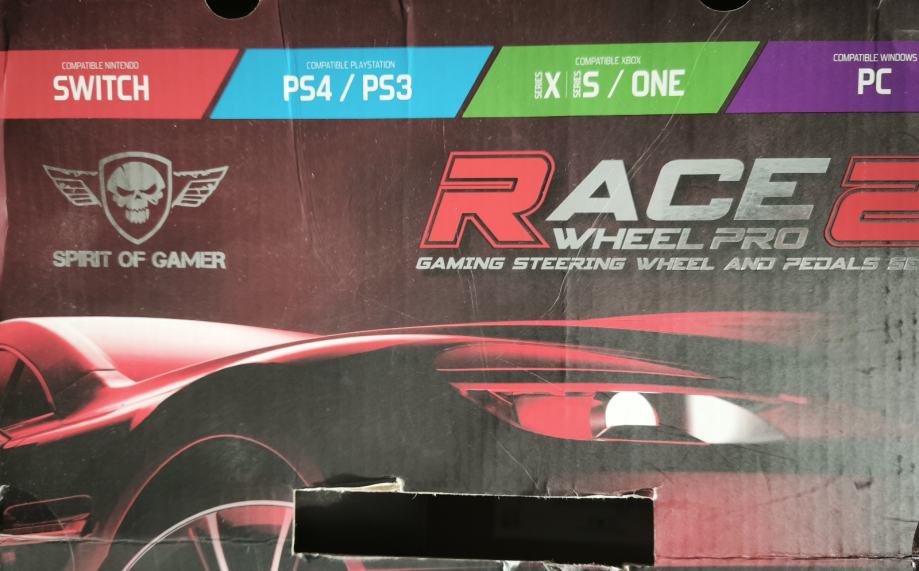 COMPATIBLE NINTENDO
SWITCH
COMPATIBLE PLAYSTATION
PS4 / PS3
COMPATIBLE XBOX
SERIES X | SERIES S / ONE
COMPATIBLE WINDOWS
PC
SPIRIT OF GAMER
RACE 2
WHEEL PRO
GAMING STEERING WHEEL AND PEDALS